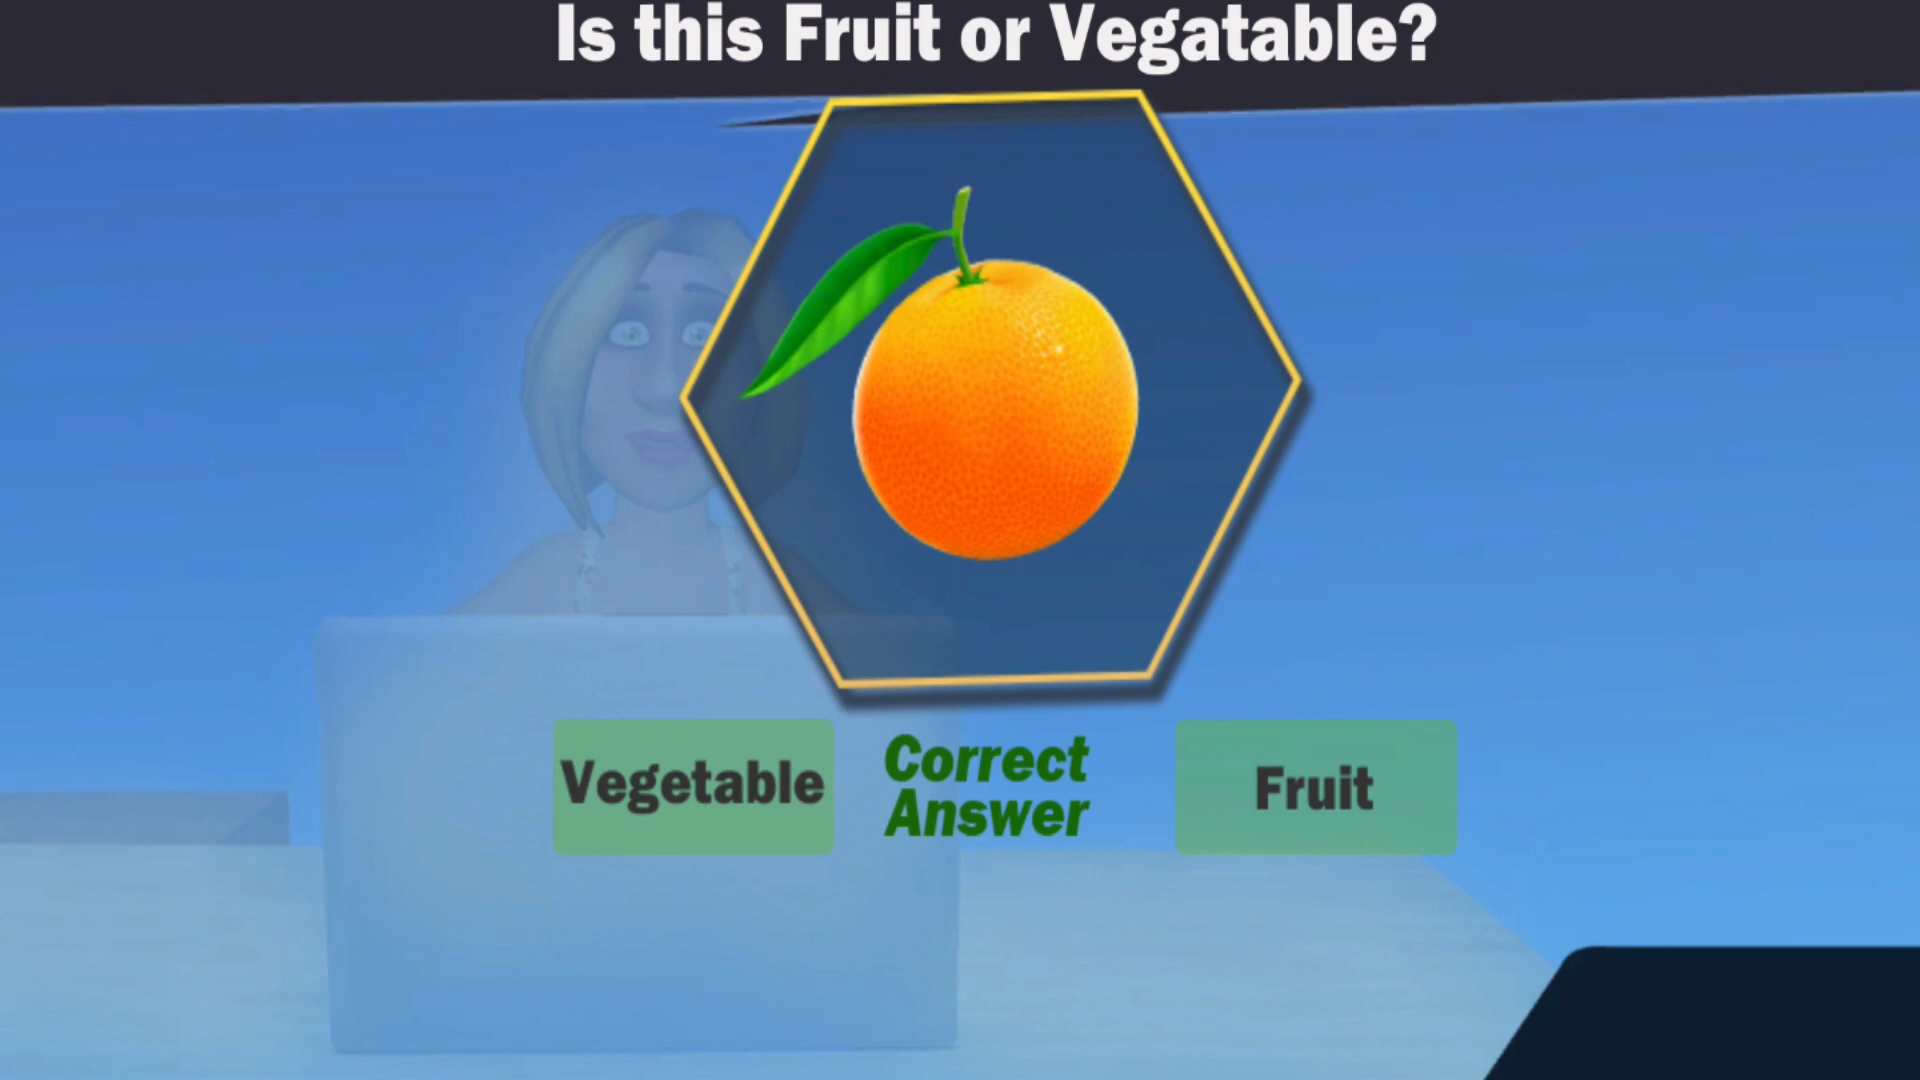 Is this Fruit or Vegatable?
Vegetable
Correct
Answer
Fruit